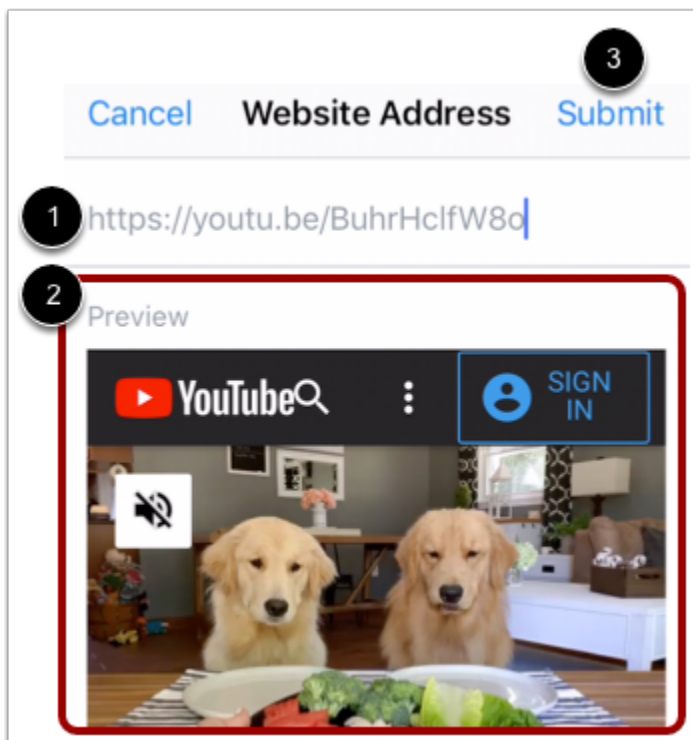 3
Cancel Website Address Submit
1 https://youtu.be/BuhrHclfW8o
2
Preview
YouTube SIGN
IN